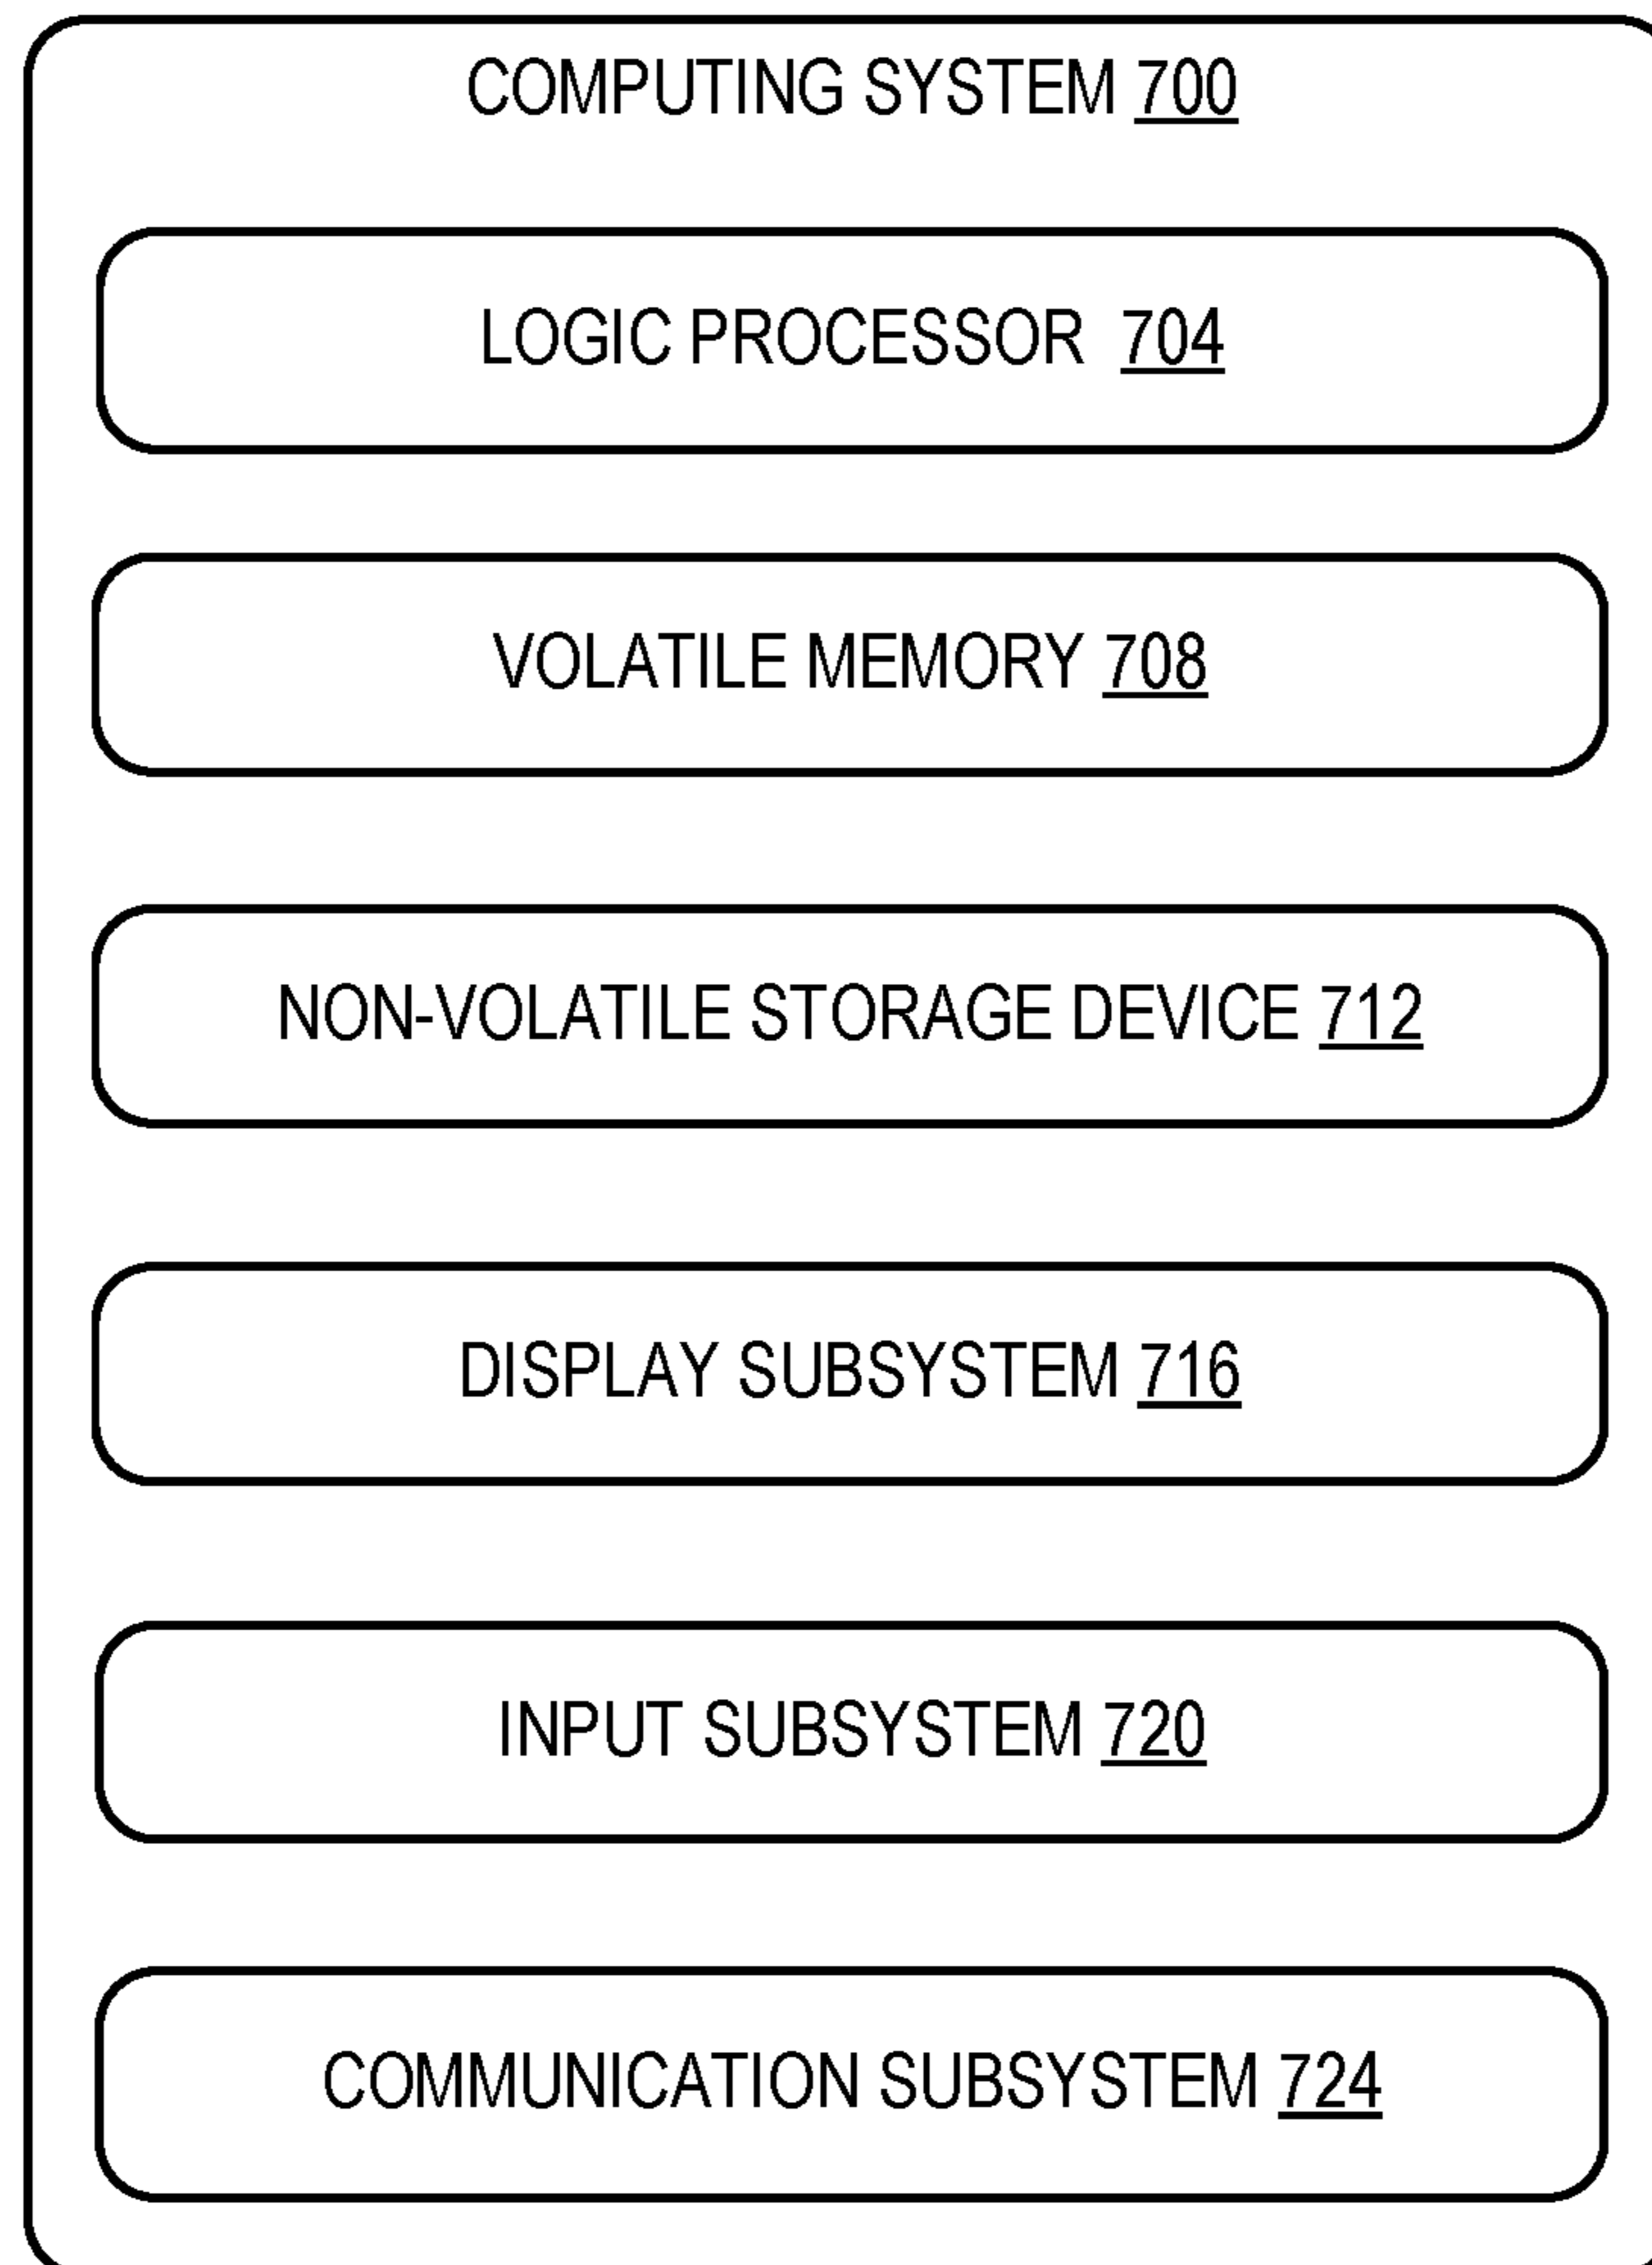 COMPUTING SYSTEM 700
LOGIC PROCESSOR 704
VOLATILE MEMORY 708
NON-VOLATILE STORAGE DEVICE 712
DISPLAY SUBSYSTEM 716
INPUT SUBSYSTEM 720
COMMUNICATION SUBSYSTEM 724